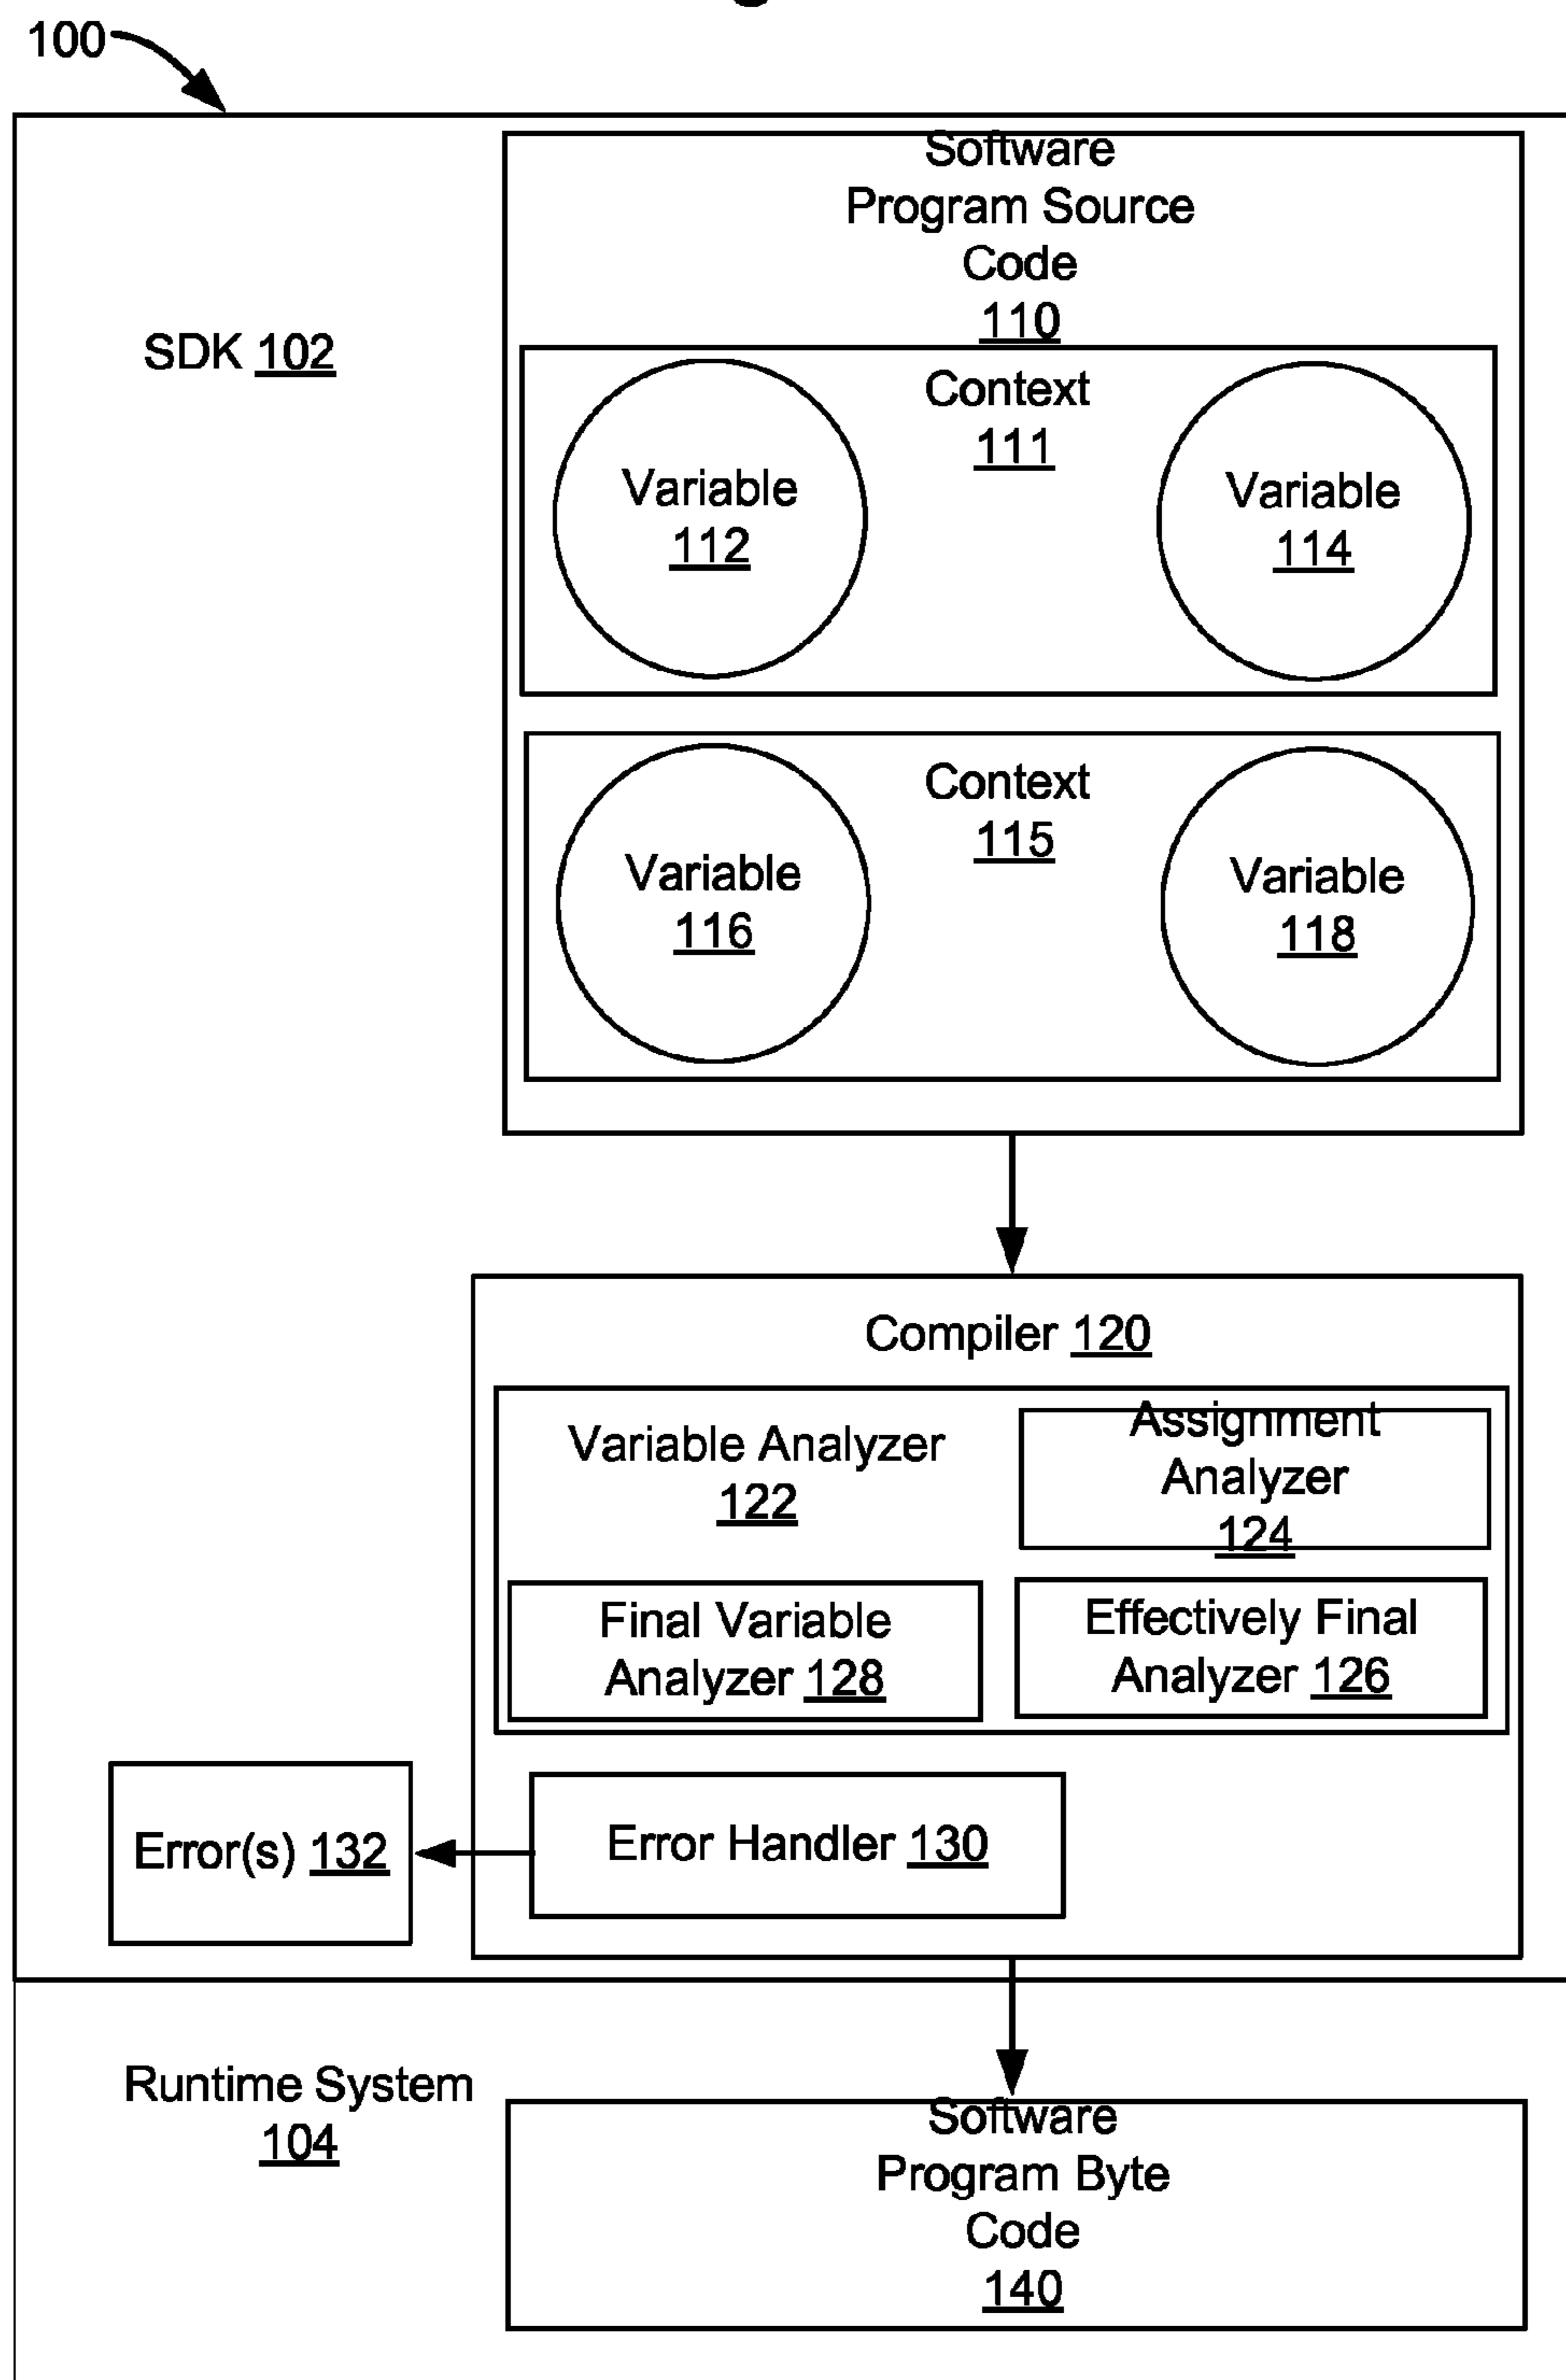 100
Software
Program Source
Code
110
SDK 102
Context
111
Variable
112
Variable
114
Context
115
Variable
116
Variable
118
Compiler 120
Variable Analyzer
122
Assignment
Analyzer
124
Final Variable
Analyzer 128
Effectively Final
Analyzer 126
Error(s) 132
Error Handler 130
Runtime System
104
Software
Program Byte
Code
140